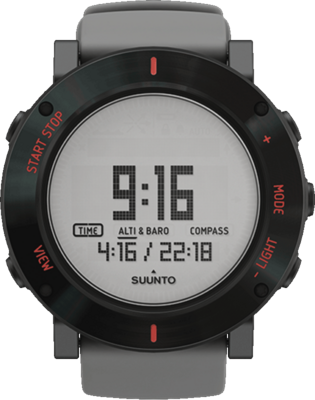 START STOP
+
9:16
TIME ALTI & BARO COMPASS
4:16 / 22:18
SUUNTO
VIEW
MODE
- LIGHT